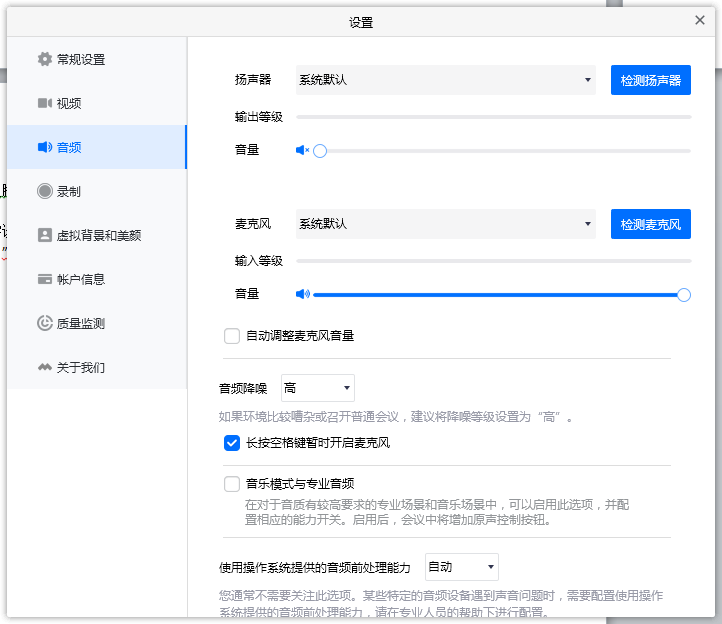 设置
常规设置
视频
音频
录制
虚拟背景和美颜
帐户信息
质量监测
关于我们
扬声器 系统默认 检测扬声器
输出等级
音量
麦克风 系统默认 检测麦克风
输入等级
音量
自动调整麦克风音量
音频降噪 高
如果环境比较嘈杂或召开普通会议，建议将降噪等级设置为“高”。
长按空格键暂时开启麦克风
音乐模式与专业音频
在对于音质有较高要求的专业场景和音乐场景中，可以启用此选项，并配
置相应的能力开关。启用后，会议中将增加原声控制按钮。
使用操作系统提供的音频前处理能力 自动
您通常不需要关注此选项。某些特定的音频设备遇到声音问题时，需要配置使用操作
系统提供的音频前处理能力，请在专业人员的帮助下进行配置。